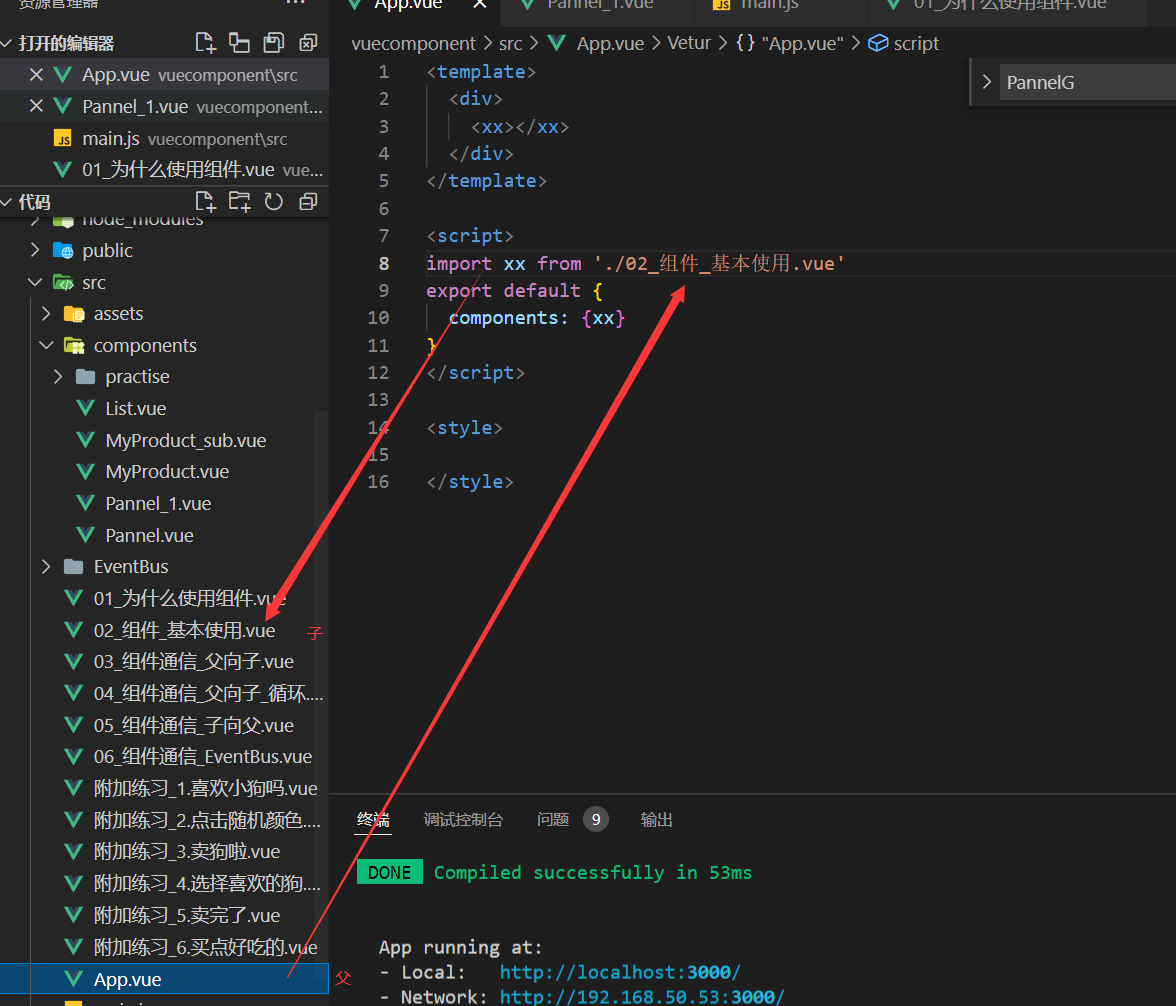 资源管理器
打开的编辑器
App.vue vuecomponent\src
Pannel_1.vue vuecomponent...
main.js vuecomponent\src
01_为什么使用组件.vue vue...
代码
node_modules
public
src
assets
components
practise
List.vue
MyProduct_sub.vue
MyProduct.vue
Pannel_1.vue
Pannel.vue
EventBus
01_为什么使用组件.vue
02_组件_基本使用.vue 子
03_组件通信_父向子.vue
04_组件通信_父向子_循环....
05_组件通信_子向父.vue
06_组件通信_EventBus.vue
附加练习_1.喜欢小狗吗.vue
附加练习_2.点击随机颜色....
附加练习_3.卖狗啦.vue
附加练习_4.选择喜欢的狗....
附加练习_5.卖完了.vue
附加练习_6.买点好吃的.vue
App.vue 父
App.vue Pannel_1.vue JS main.js 01_为什么使用组件.vue
vuecomponent > src > App.vue > Vetur > {} "App.vue" > script
PannelG
1 <template>
2 <div>
3 <xx></xx>
4 </div>
5 </template>
6
7 <script>
8 import xx from './02_组件_基本使用.vue'
9 export default {
10 components: {xx}
11 }
12 </script>
13
14 <style>
15
16 </style>
终端 调试控制台 问题 9 输出
DONE Compiled successfully in 53ms
App running at:
- Local: http://localhost:3000/
- Network: http://192.168.50.53:3000/